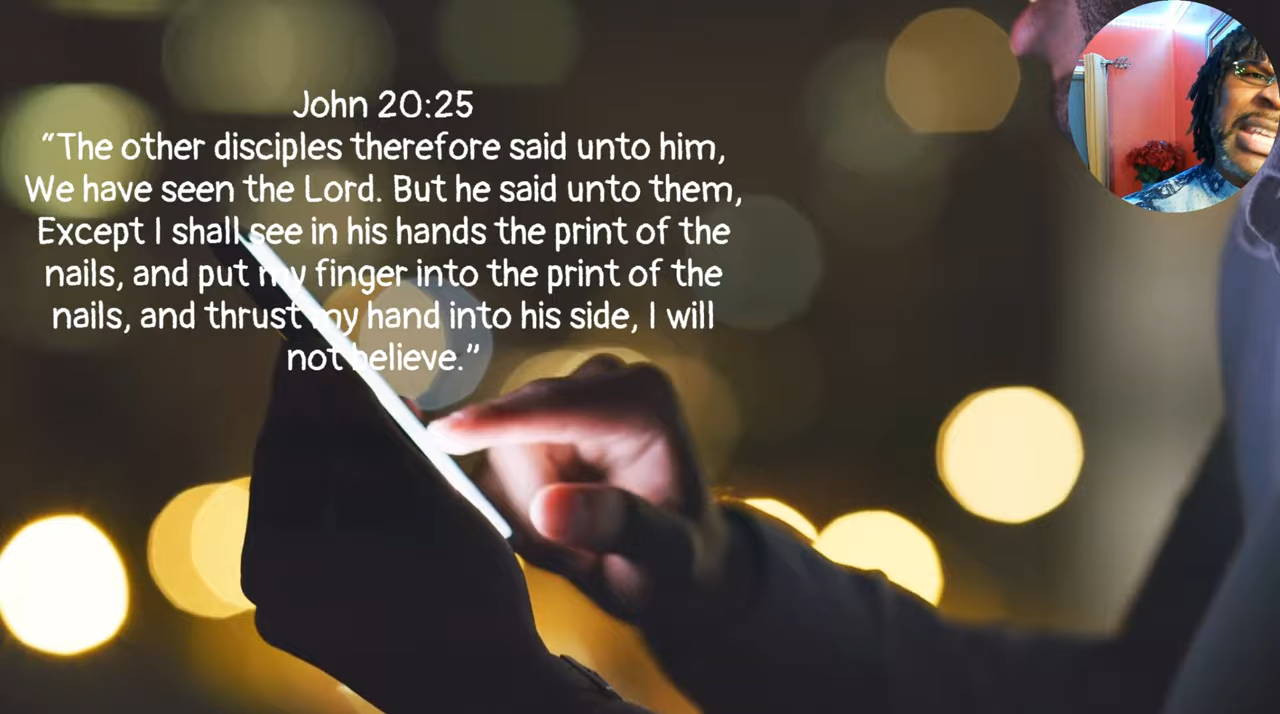 John 20:25
“The other disciples therefore said unto him,
We have seen the Lord. But he said unto them,
Except I shall see in his hands the print of the
nails, and put my finger into the print of the
nails, and thrust my hand into his side, I will
not believe.”